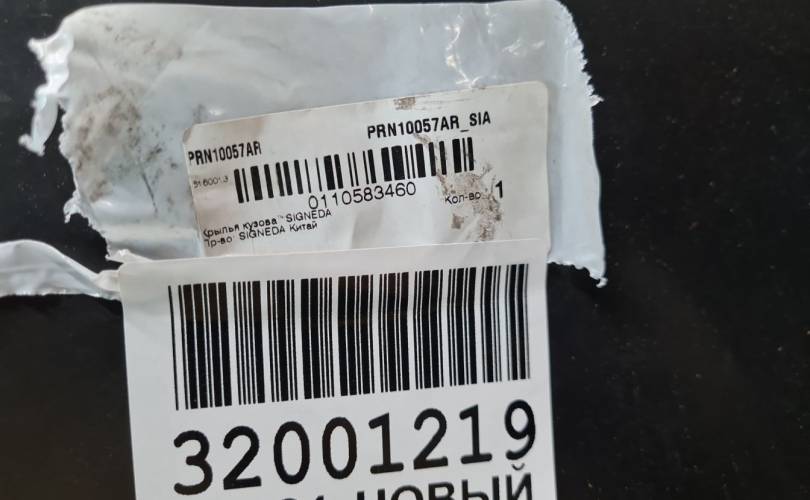 PRN10057AR PRN10057AR_SIA
0110583460
Кол-во: 1
Крылья кузова SIGNEDA
Пр-во: SIGNEDA Китай
32001219
НОВЫЙ